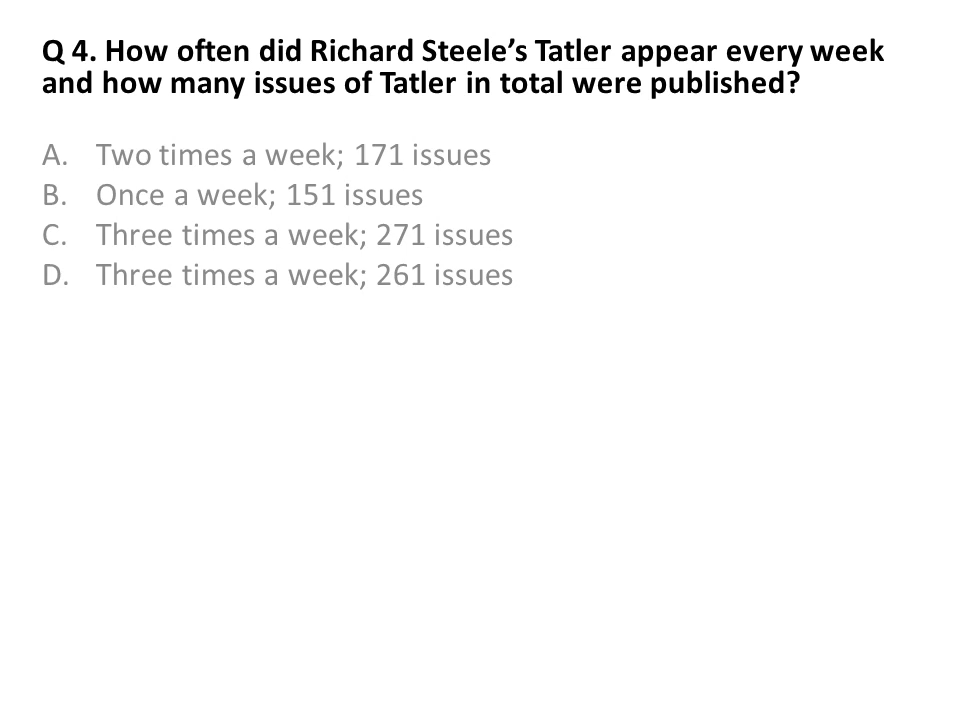 Q 4. How often did Richard Steele’s Tatler appear every week
and how many issues of Tatler in total were published?
A. Two times a week; 171 issues
B. Once a week; 151 issues
C. Three times a week; 271 issues
D. Three times a week; 261 issues